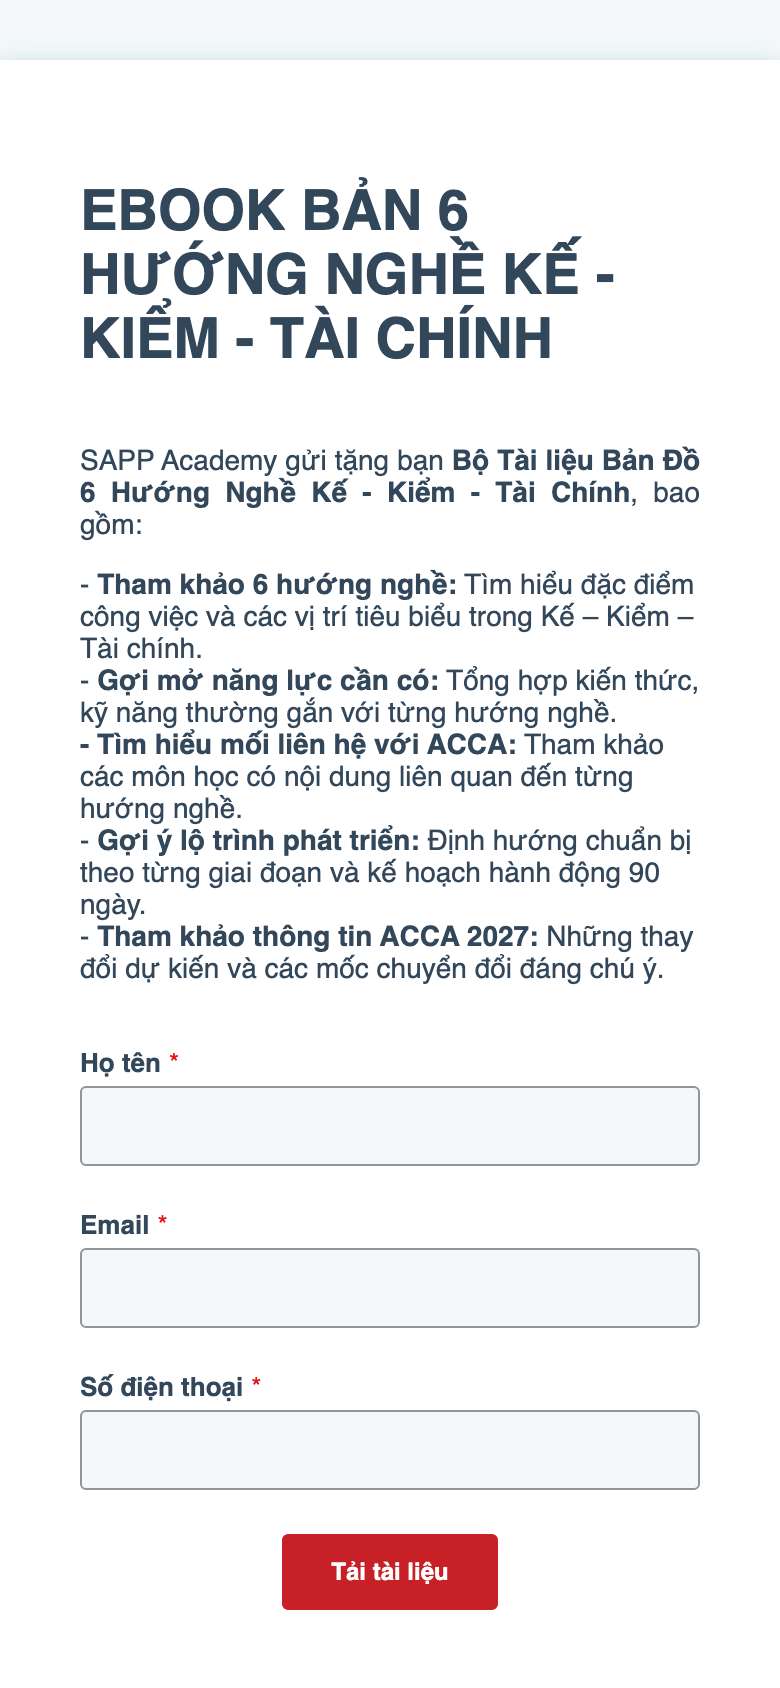 EBOOK BẢN 6
HƯỚNG NGHỀ KẾ -
KIỂM - TÀI CHÍNH
SAPP Academy gửi tặng bạn Bộ Tài liệu Bản Đồ
6 Hướng Nghề Kế - Kiểm - Tài Chính, bao
gồm:
- Tham khảo 6 hướng nghề: Tìm hiểu đặc điểm
công việc và các vị trí tiêu biểu trong Kế – Kiểm –
Tài chính.
- Gợi mở năng lực cần có: Tổng hợp kiến thức,
kỹ năng thường gắn với từng hướng nghề.
- Tìm hiểu mối liên hệ với ACCA: Tham khảo
các môn học có nội dung liên quan đến từng
hướng nghề.
- Gợi ý lộ trình phát triển: Định hướng chuẩn bị
theo từng giai đoạn và kế hoạch hành động 90
ngày.
- Tham khảo thông tin ACCA 2027: Những thay
đổi dự kiến và các mốc chuyển đổi đáng chú ý.
Họ tên *
Email *
Số điện thoại *
Tải tài liệu